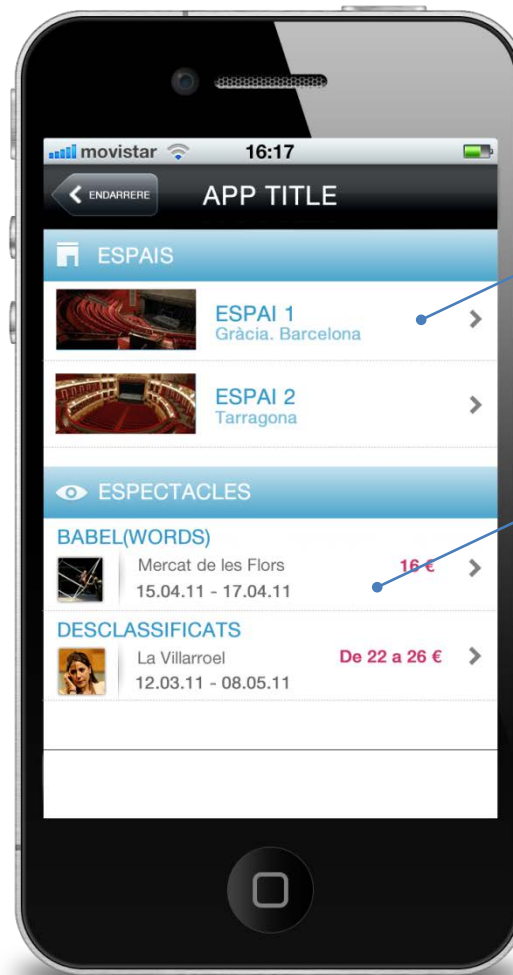 movistar 16:17
ENDARRERE APP TITLE
ESPAIS
ESPAI 1
Gràcia. Barcelona
ESPAI 2
Tarragona
ESPECTACLES
BABEL(WORDS)
Mercat de les Flors 16 €
15.04.11 - 17.04.11
DESCLASSIFICATS
La Villarroel De 22 a 26 €
12.03.11 - 08.05.11